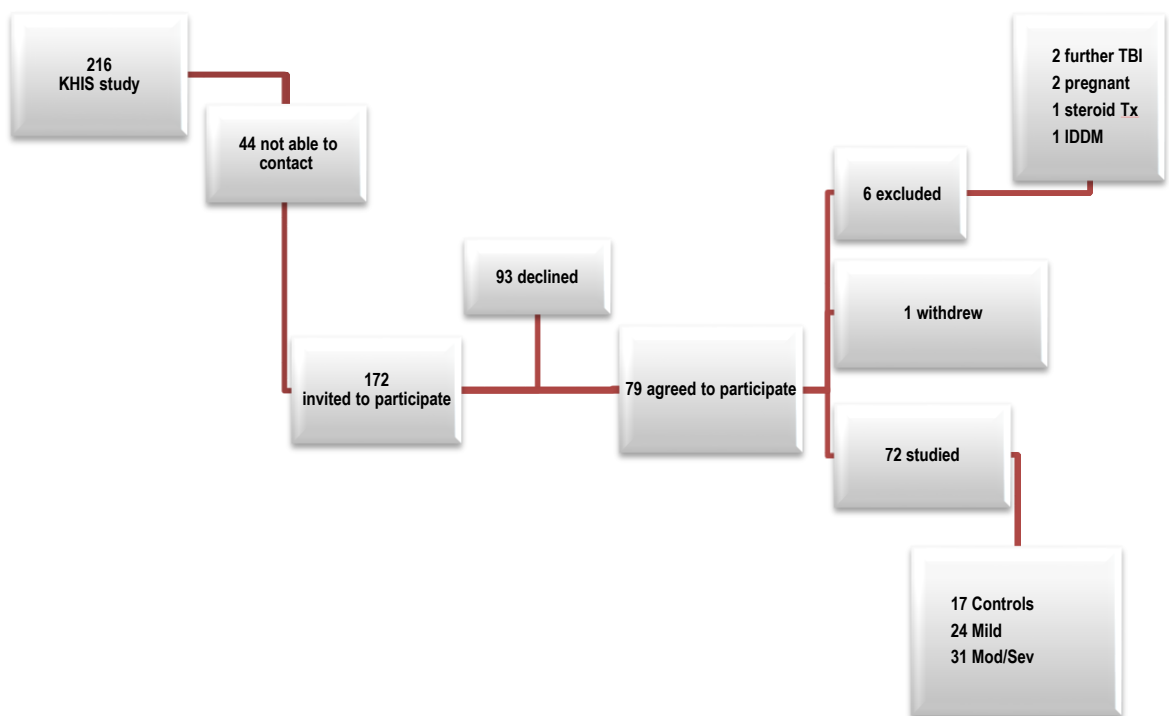 216
KHIS study
44 not able to
contact
172
invited to participate
93 declined
79 agreed to participate
6 excluded
2 further TBI
2 pregnant
1 steroid Tx
1 IDDM
1 withdrew
72 studied
17 Controls
24 Mild
31 Mod/Sev